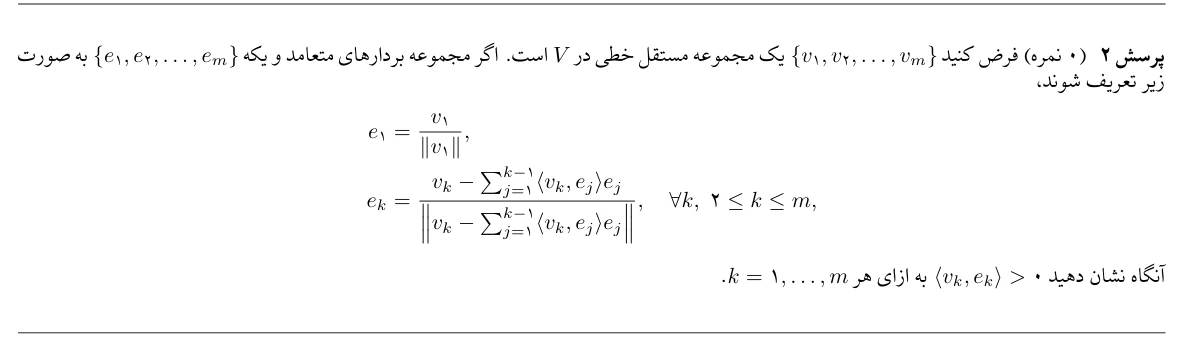 پرسش ۲ (۰ نمره) فرض کنید {v۱, v۲, . . . , vm} یک مجموعه مستقل خطی در V است. اگر مجموعه بردارهای متعامد و یکه {e۱, e۲, . . . , em} به صورت
زیر تعریف شوند،
e۱ = v۱ / ‖v۱‖,
ek = (vk − ∑_{j=۱}^{k−۱} ⟨vk, ej⟩ej) / ‖vk − ∑_{j=۱}^{k−۱} ⟨vk, ej⟩ej‖, ∀k, ۲ ≤ k ≤ m,
آنگاه نشان دهید ⟨vk, ek⟩ > ۰ به ازای هر k = ۱, . . . , m.